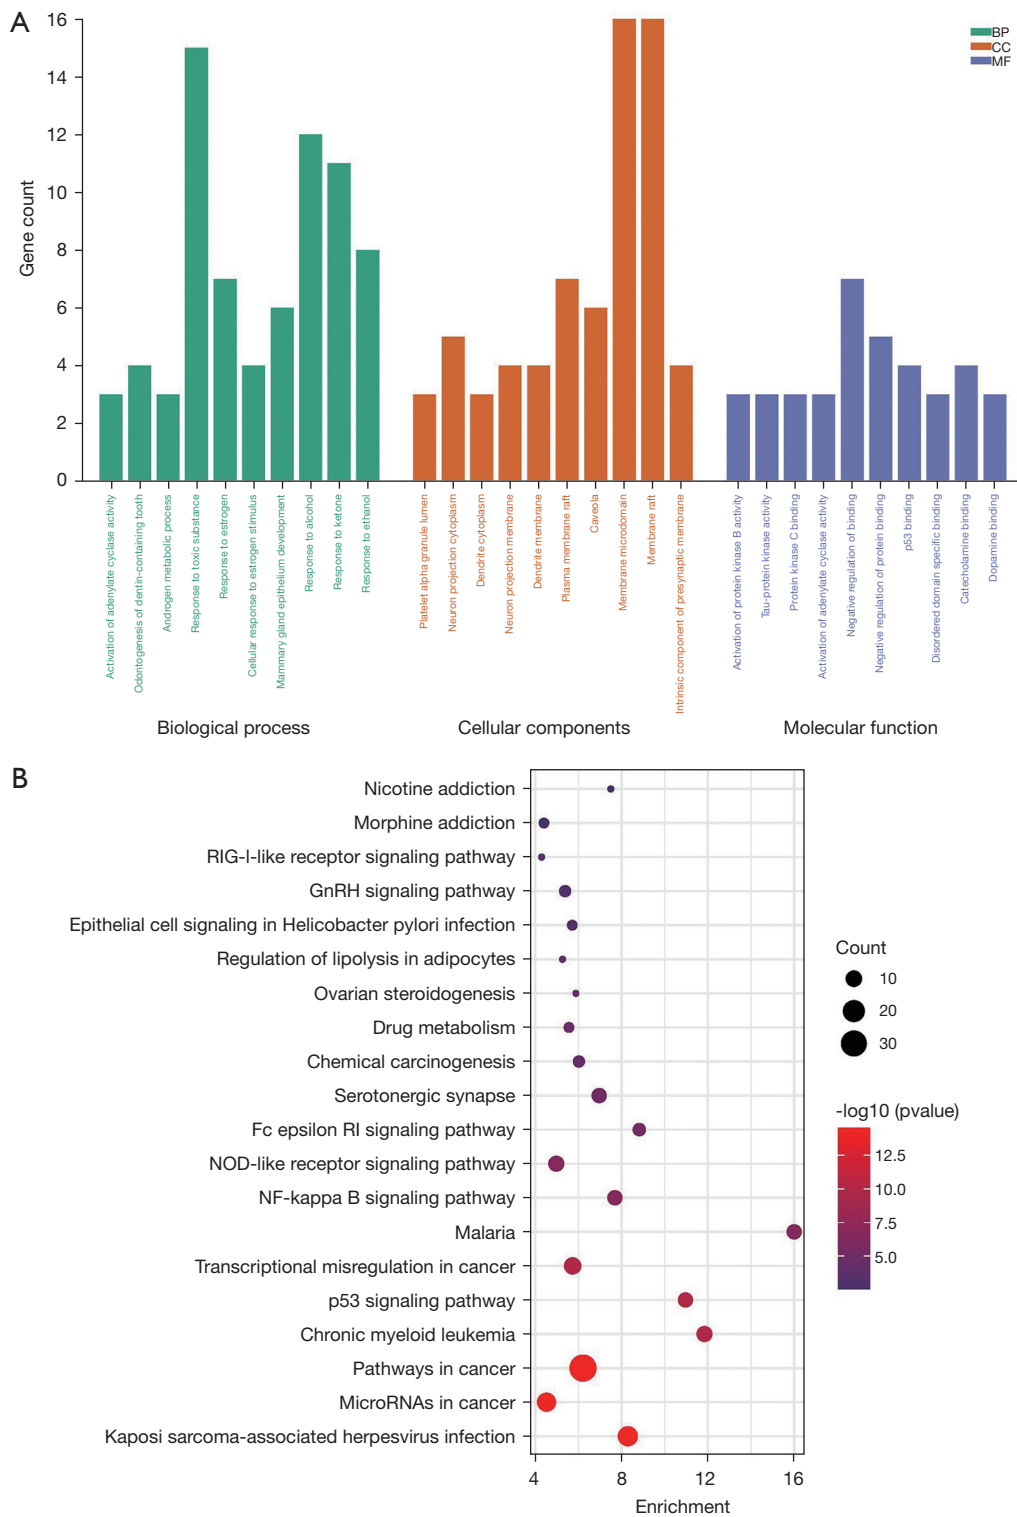 A
16
14
12
10
8
6
4
2
0
Gene count
BP
CC
MF
Activation of adenylate cyclase activity
Odontogenesis of dentin-containing tooth
Androgen metabolic process
Response to toxic substance
Response to estrogen
Cellular response to estrogen stimulus
Mammary gland epithelium development
Response to alcohol
Response to ketone
Response to ethanol
Platelet alpha granule lumen
Neuron projection cytoplasm
Dendrite cytoplasm
Neuron projection membrane
Dendrite membrane
Plasma membrane raft
Caveola
Membrane microdomain
Membrane raft
Intrinsic component of presynaptic membrane
Activation of protein kinase B activity
Tau-protein kinase activity
Protein kinase C binding
Activation of adenylate cyclase activity
Negative regulation of binding
Negative regulation of protein binding
p53 binding
Disordered domain specific binding
Catecholamine binding
Dopamine binding
Biological process
Cellular components
Molecular function
B
Nicotine addiction
Morphine addiction
RIG-I-like receptor signaling pathway
GnRH signaling pathway
Epithelial cell signaling in Helicobacter pylori infection
Regulation of lipolysis in adipocytes
Ovarian steroidogenesis
Drug metabolism
Chemical carcinogenesis
Serotonergic synapse
Fc epsilon RI signaling pathway
NOD-like receptor signaling pathway
NF-kappa B signaling pathway
Malaria
Transcriptional misregulation in cancer
p53 signaling pathway
Chronic myeloid leukemia
Pathways in cancer
MicroRNAs in cancer
Kaposi sarcoma-associated herpesvirus infection
4
8
12
16
Enrichment
Count
10
20
30
-log10 (pvalue)
12.5
10.0
7.5
5.0